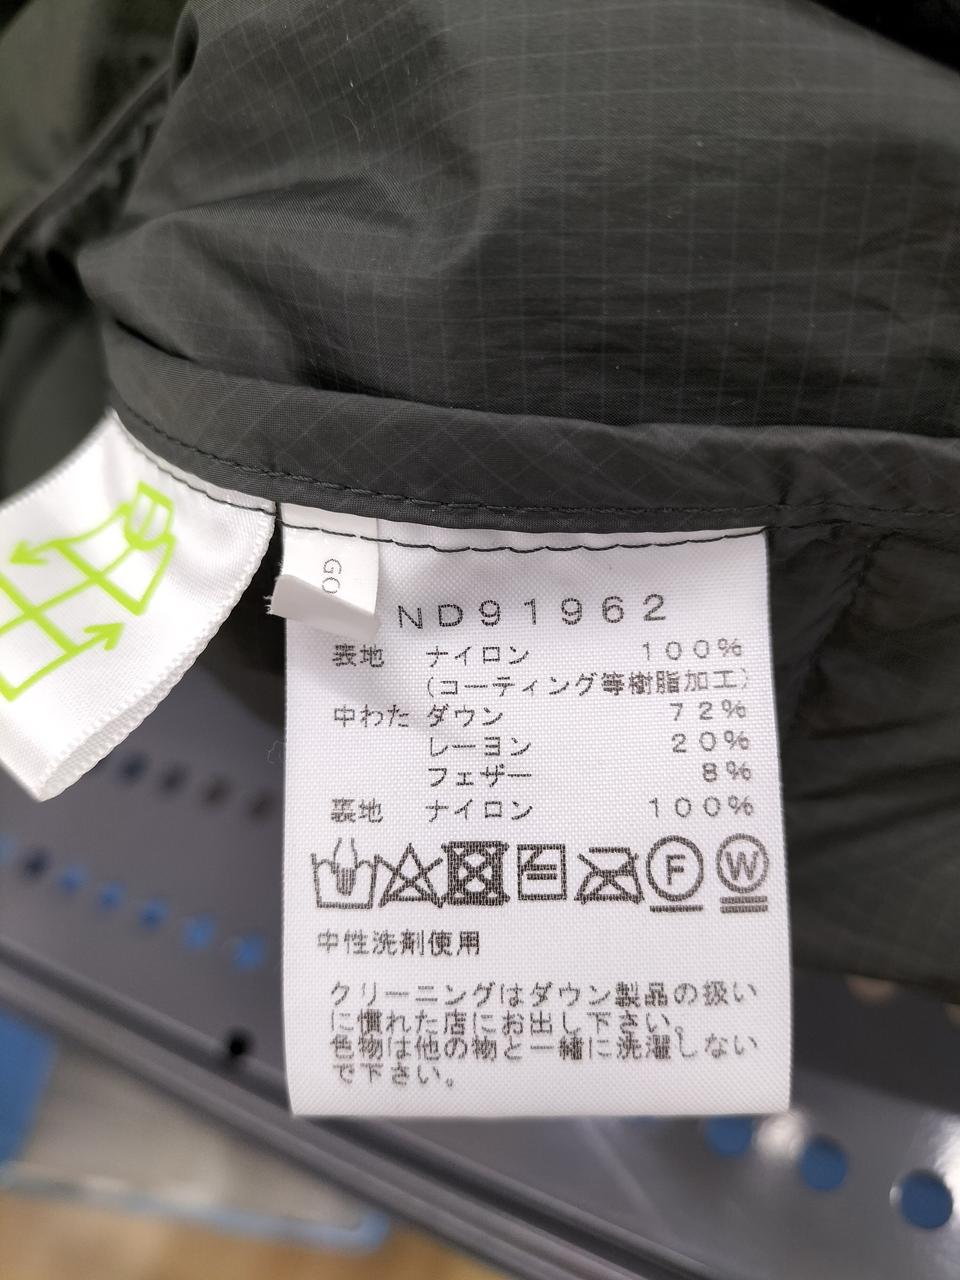 GO
ND91962
表地 ナイロン 100%
(コーティング等樹脂加工)
中わた ダウン 72%
レーヨン 20%
フェザー 8%
裏地 ナイロン 100%
F W
中性洗剤使用
クリーニングはダウン製品の扱い
に慣れた店にお出し下さい。
色物は他の物と一緒に洗濯しない
で下さい。